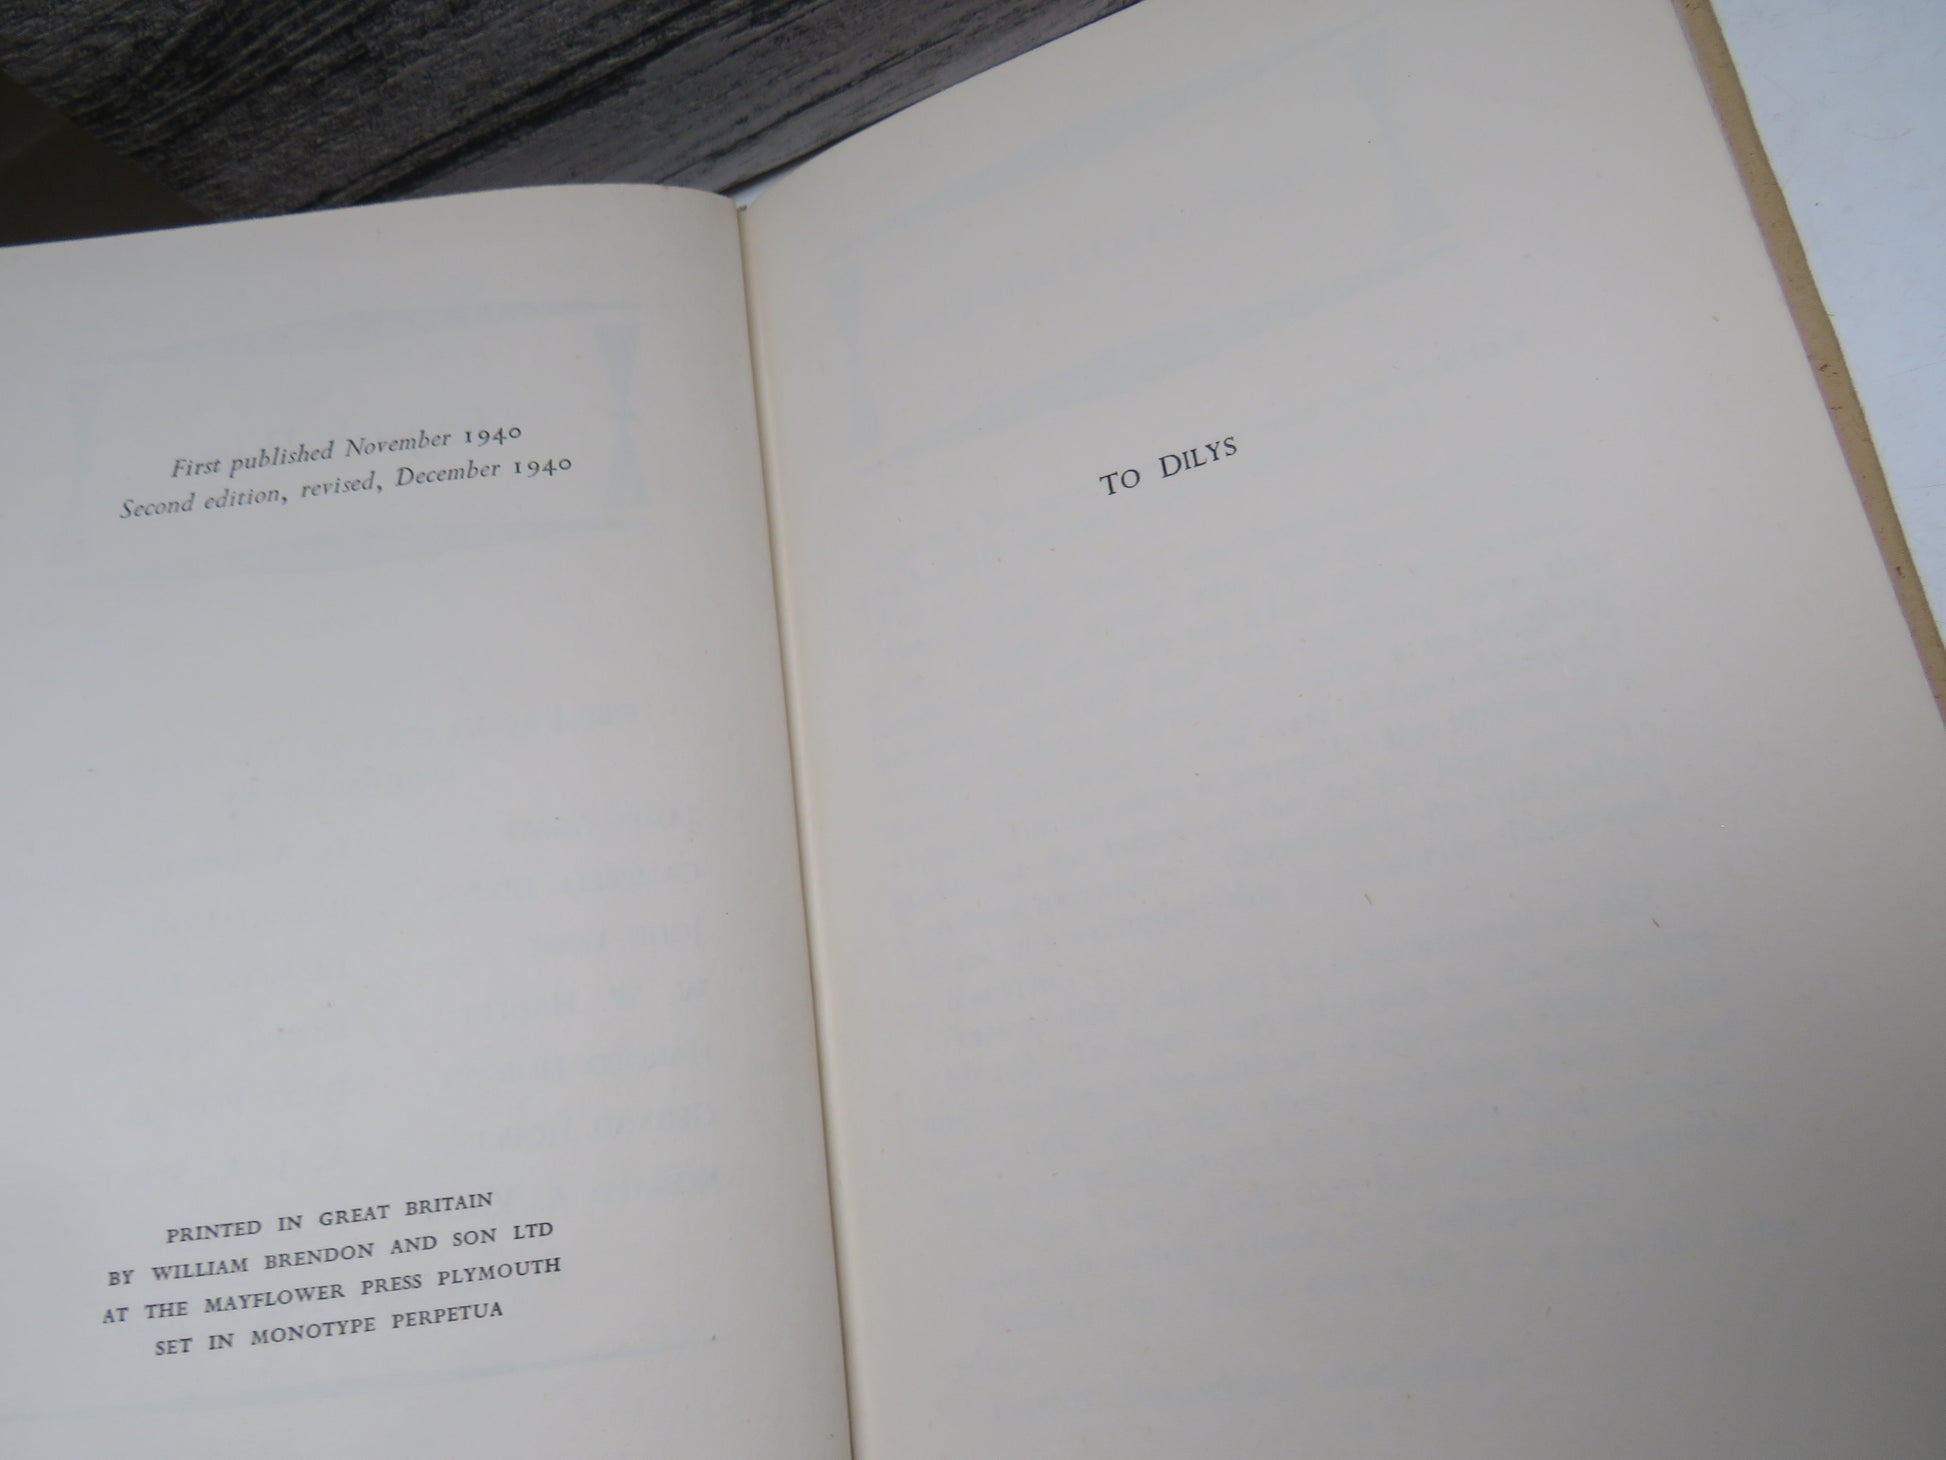 First published November 1940
Second edition, revised, December 1940
PRINTED IN GREAT BRITAIN
BY WILLIAM BRENDON AND SON LTD
AT THE MAYFLOWER PRESS PLYMOUTH
SET IN MONOTYPE PERPETUA
TO DILYS